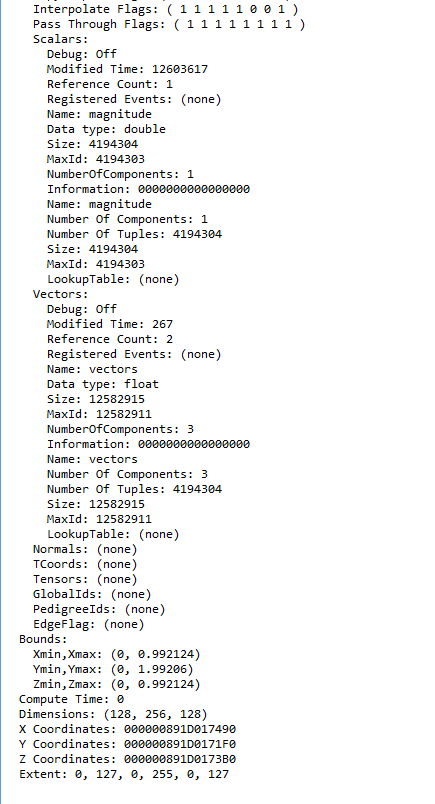 Interpolate Flags: ( 1 1 1 1 1 0 0 1 )
Pass Through Flags: ( 1 1 1 1 1 1 1 1 )
Scalars:
Debug: Off
Modified Time: 12603617
Reference Count: 1
Registered Events: (none)
Name: magnitude
Data type: double
Size: 4194304
MaxId: 4194303
NumberOfComponents: 1
Information: 0000000000000000
Name: magnitude
Number Of Components: 1
Number Of Tuples: 4194304
Size: 4194304
MaxId: 4194303
LookupTable: (none)
Vectors:
Debug: Off
Modified Time: 267
Reference Count: 2
Registered Events: (none)
Name: vectors
Data type: float
Size: 12582915
MaxId: 12582911
NumberOfComponents: 3
Information: 0000000000000000
Name: vectors
Number Of Components: 3
Number Of Tuples: 4194304
Size: 12582915
MaxId: 12582911
LookupTable: (none)
Normals: (none)
TCoords: (none)
Tensors: (none)
GlobalIds: (none)
PedigreeIds: (none)
EdgeFlag: (none)
Bounds:
Xmin,Xmax: (0, 0.992124)
Ymin,Ymax: (0, 1.99206)
Zmin,Zmax: (0, 0.992124)
Compute Time: 0
Dimensions: (128, 256, 128)
X Coordinates: 000000891D017490
Y Coordinates: 000000891D0171F0
Z Coordinates: 000000891D0173B0
Extent: 0, 127, 0, 255, 0, 127